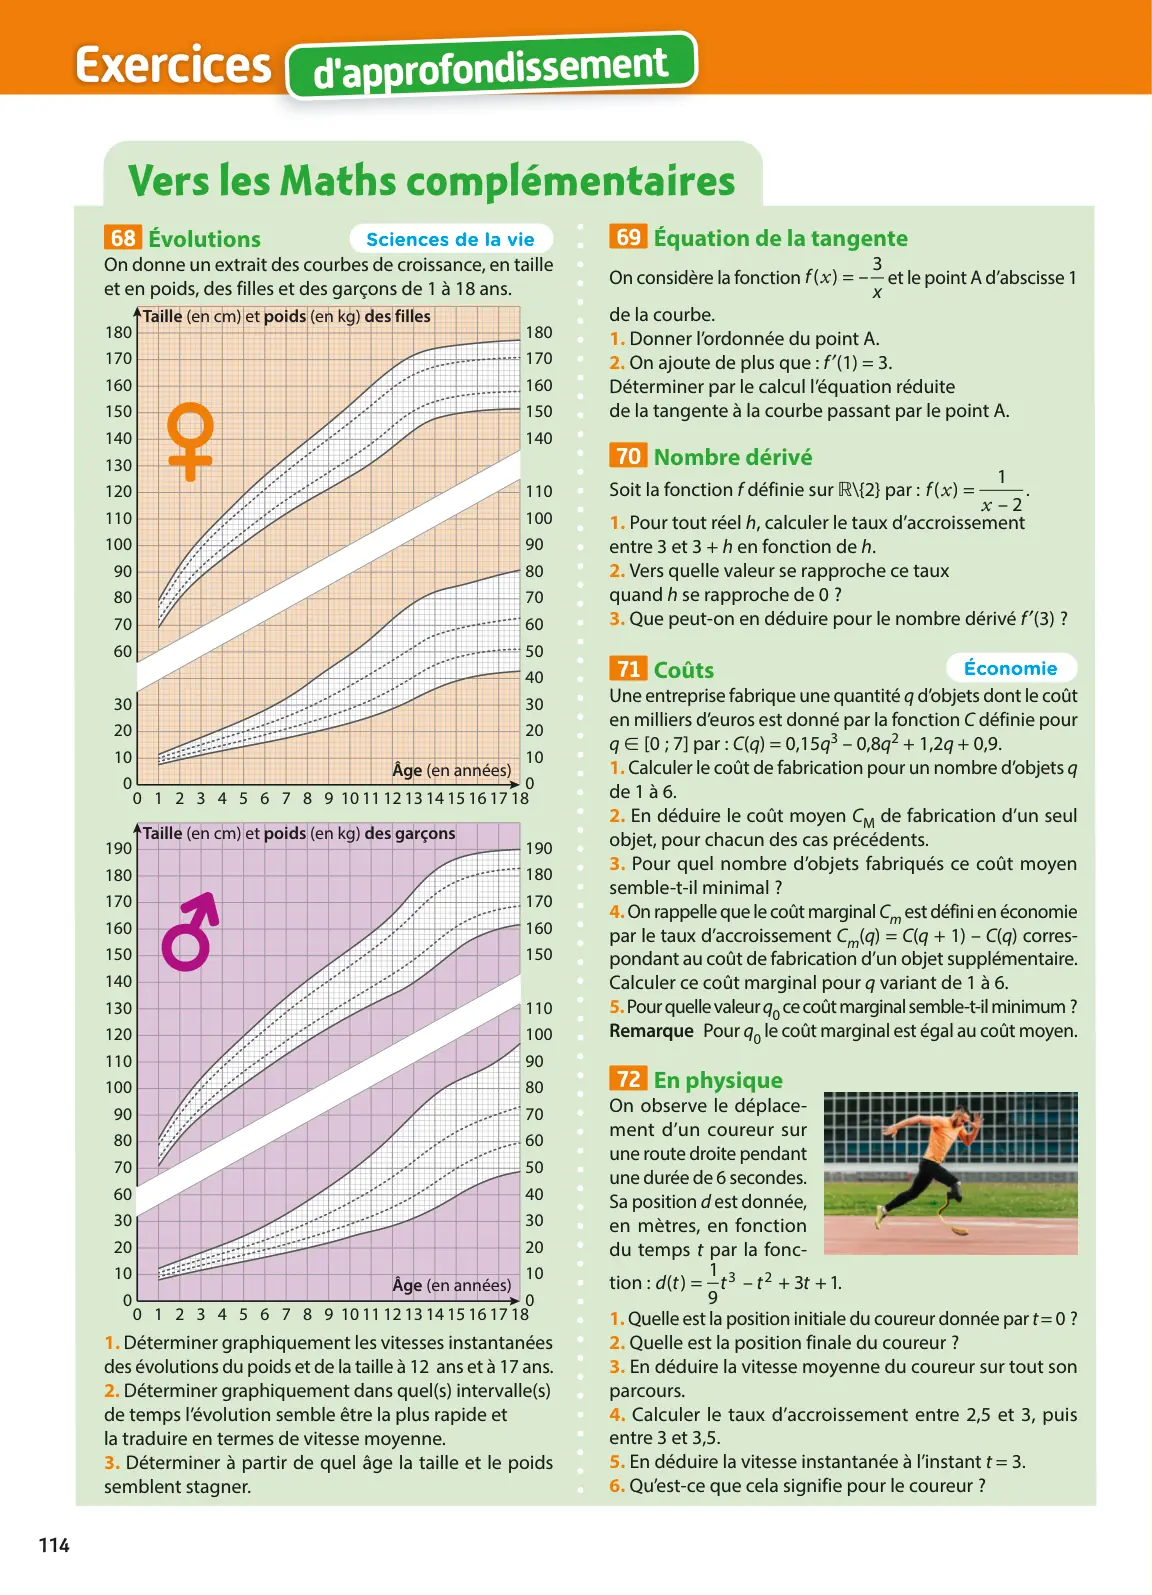 Exercices d'approfondissement
Vers les Maths complémentaires
68 Évolutions Sciences de la vie
On donne un extrait des courbes de croissance, en taille
et en poids, des filles et des garçons de 1 à 18 ans.
Taille (en cm) et poids (en kg) des filles
180 180
170 170
160 160
150 150
140 140
130
120 110
110 100
100 90
90 80
80 70
70 60
60 50
40
30 30
20 20
10 10
Âge (en années)
0 0
0 1 2 3 4 5 6 7 8 9 10 11 12 13 14 15 16 17 18
Taille (en cm) et poids (en kg) des garçons
190 190
180 180
170 170
160 160
150 150
140
130 110
120 100
110 90
100 80
90 70
80 60
70 50
60 40
30 30
20 20
10 10
Âge (en années)
0 0
0 1 2 3 4 5 6 7 8 9 10 11 12 13 14 15 16 17 18
1. Déterminer graphiquement les vitesses instantanées
des évolutions du poids et de la taille à 12 ans et à 17 ans.
2. Déterminer graphiquement dans quel(s) intervalle(s)
de temps l'évolution semble être la plus rapide et
la traduire en termes de vitesse moyenne.
3. Déterminer à partir de quel âge la taille et le poids
semblent stagner.
69 Équation de la tangente
On considère la fonction f(x) = –3/x et le point A d'abscisse 1
de la courbe.
1. Donner l'ordonnée du point A.
2. On ajoute de plus que : f′(1) = 3.
Déterminer par le calcul l'équation réduite
de la tangente à la courbe passant par le point A.
70 Nombre dérivé
Soit la fonction f définie sur ℝ\{2} par : f(x) = 1/(x – 2).
1. Pour tout réel h, calculer le taux d'accroissement
entre 3 et 3 + h en fonction de h.
2. Vers quelle valeur se rapproche ce taux
quand h se rapproche de 0 ?
3. Que peut-on en déduire pour le nombre dérivé f′(3) ?
71 Coûts Économie
Une entreprise fabrique une quantité q d'objets dont le coût
en milliers d'euros est donné par la fonction C définie pour
q ∈ [0 ; 7] par : C(q) = 0,15q³ – 0,8q² + 1,2q + 0,9.
1. Calculer le coût de fabrication pour un nombre d'objets q
de 1 à 6.
2. En déduire le coût moyen C_M de fabrication d'un seul
objet, pour chacun des cas précédents.
3. Pour quel nombre d'objets fabriqués ce coût moyen
semble-t-il minimal ?
4. On rappelle que le coût marginal C_m est défini en économie
par le taux d'accroissement C_m(q) = C(q + 1) – C(q) corres-
pondant au coût de fabrication d'un objet supplémentaire.
Calculer ce coût marginal pour q variant de 1 à 6.
5. Pour quelle valeur q₀ ce coût marginal semble-t-il minimum ?
Remarque Pour q₀ le coût marginal est égal au coût moyen.
72 En physique
On observe le déplace-
ment d'un coureur sur
une route droite pendant
une durée de 6 secondes.
Sa position d est donnée,
en mètres, en fonction
du temps t par la fonc-
tion : d(t) = 1/9 t³ – t² + 3t + 1.
1. Quelle est la position initiale du coureur donnée par t = 0 ?
2. Quelle est la position finale du coureur ?
3. En déduire la vitesse moyenne du coureur sur tout son
parcours.
4. Calculer le taux d'accroissement entre 2,5 et 3, puis
entre 3 et 3,5.
5. En déduire la vitesse instantanée à l'instant t = 3.
6. Qu'est-ce que cela signifie pour le coureur ?
114